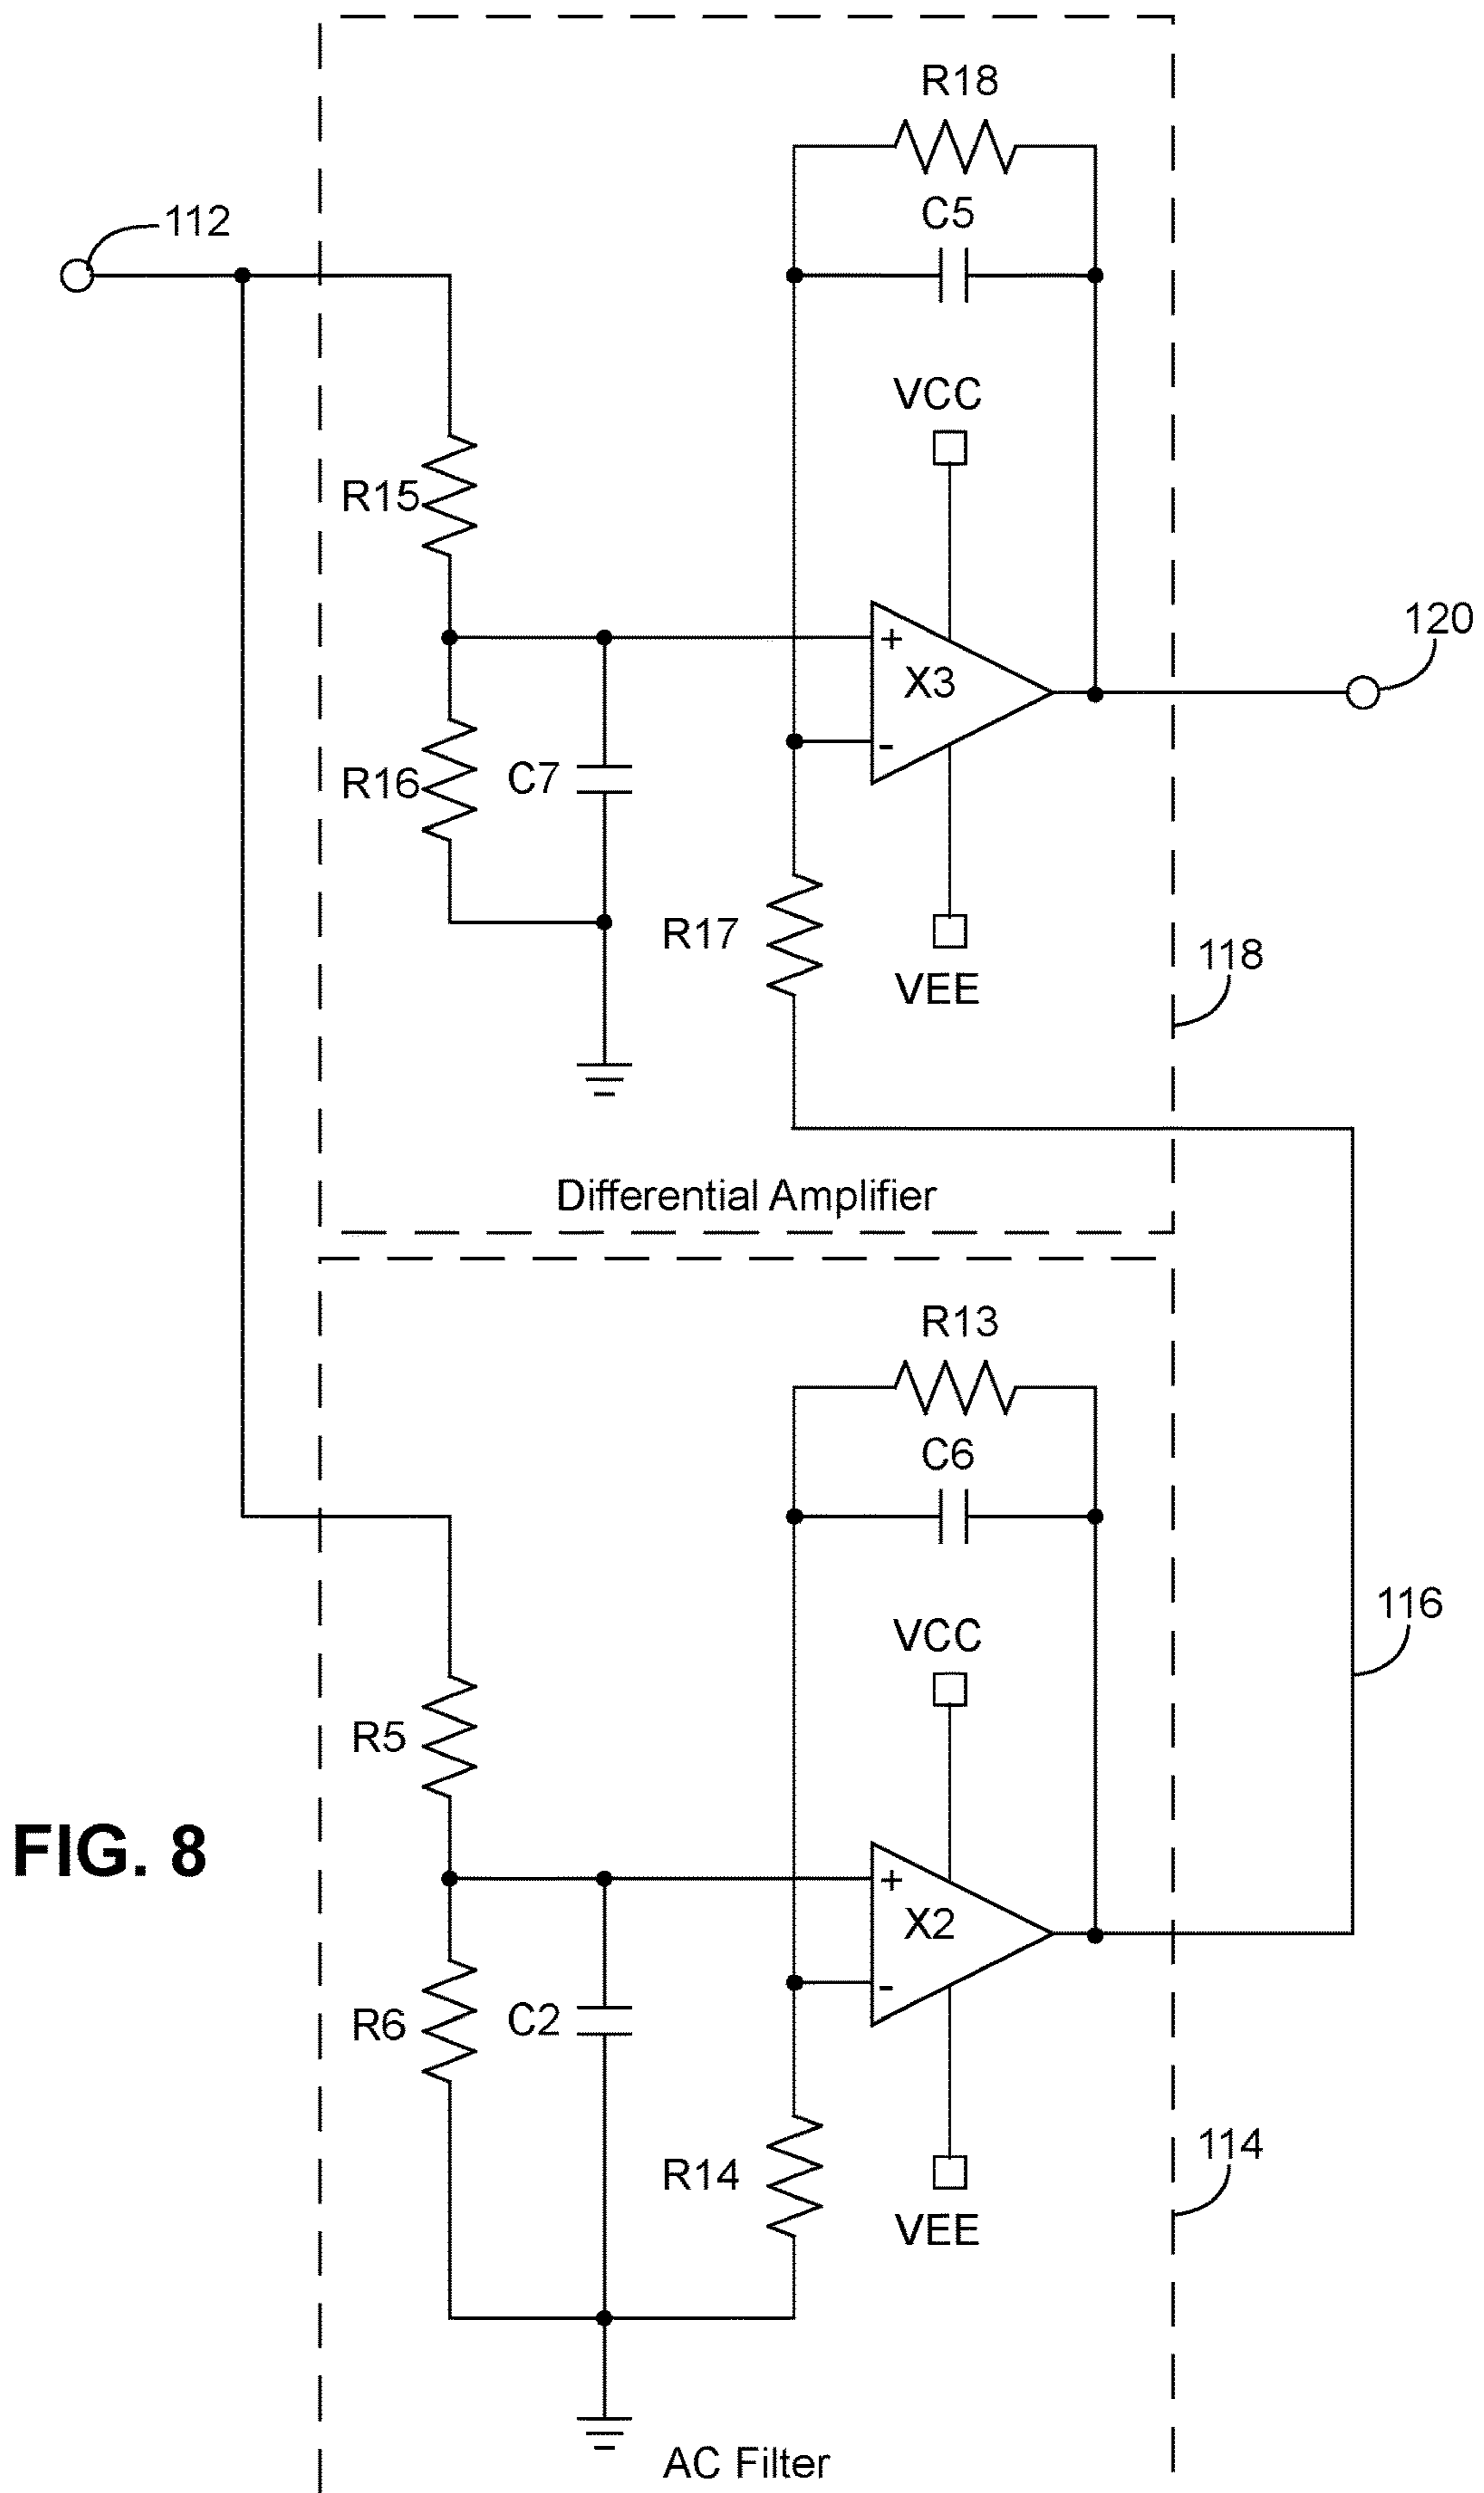 R18
C5
112
VCC
R15
+
X3
120
-
R16
C7
R17
VEE
118
Differential Amplifier
R13
C6
116
VCC
R5
FIG. 8
+
X2
-
R6
C2
R14
VEE
114
AC Filter